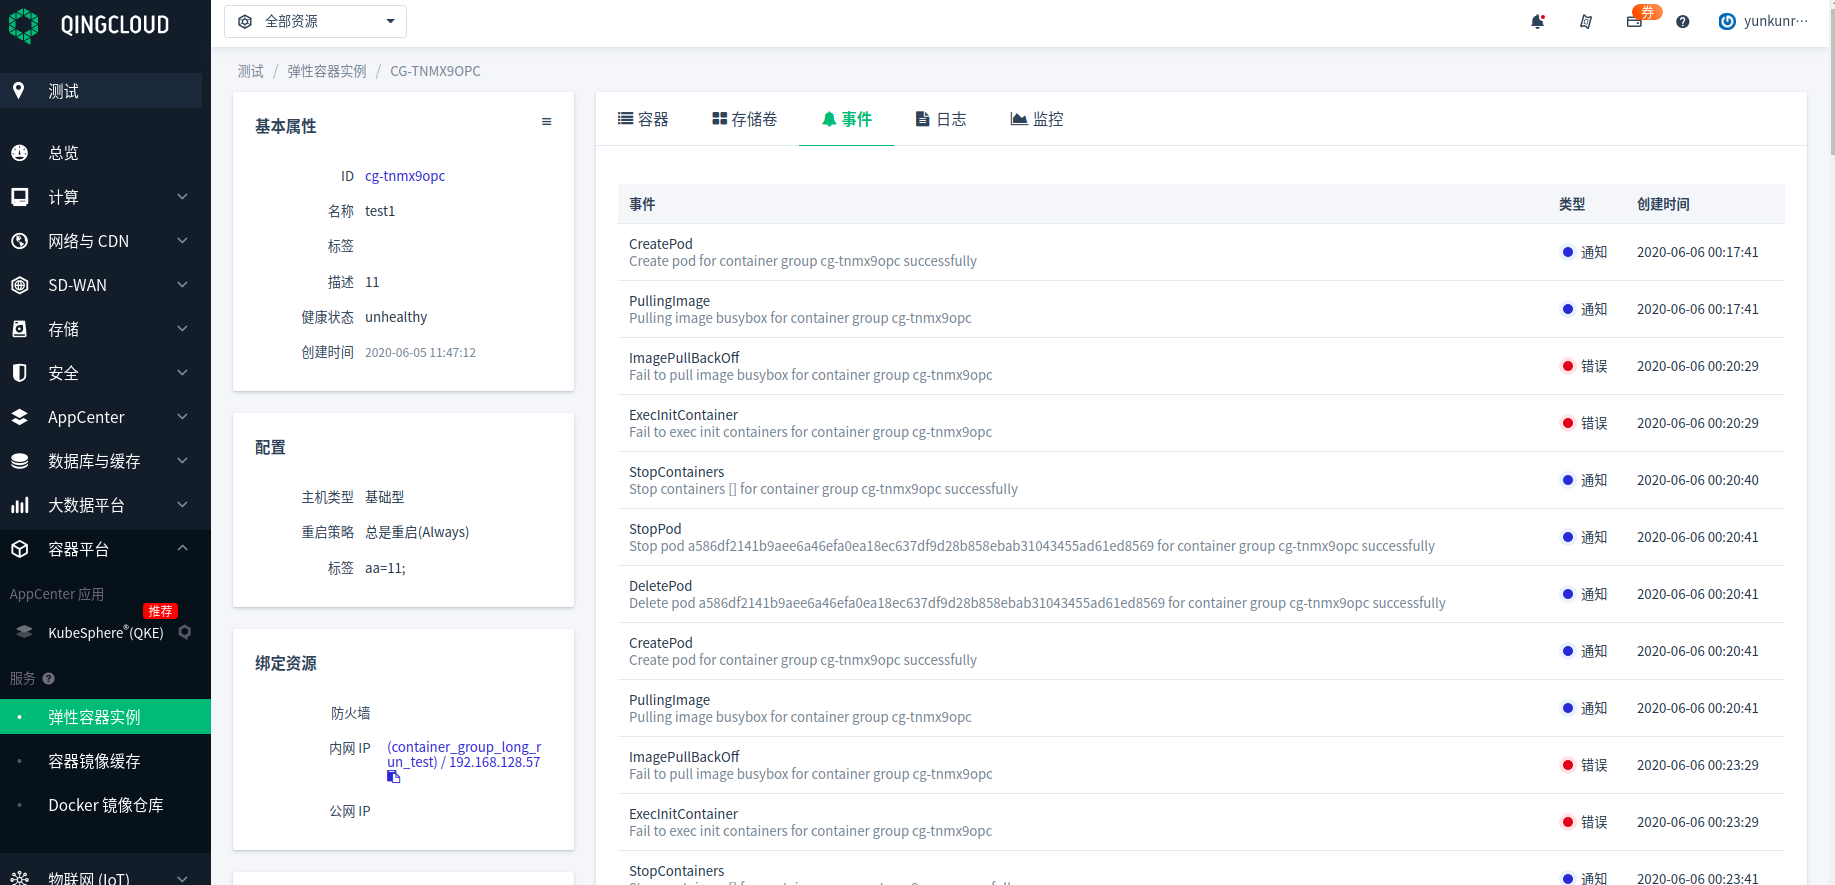 QINGCLOUD
全部资源
券
yunkunr···
测试
总览
计算
网络与 CDN
SD-WAN
存储
安全
AppCenter
数据库与缓存
大数据平台
容器平台
AppCenter 应用
推荐
KubeSphere®(QKE)
服务
弹性容器实例
容器镜像缓存
Docker 镜像仓库
物联网 (IoT)
测试 / 弹性容器实例 / CG-TNMX9OPC
基本属性
ID cg-tnmx9opc
名称 test1
标签
描述 11
健康状态 unhealthy
创建时间 2020-06-05 11:47:12
配置
主机类型 基础型
重启策略 总是重启(Always)
标签 aa=11;
绑定资源
防火墙
内网 IP (container_group_long_r
un_test) / 192.168.128.57
公网 IP
容器 存储卷 事件 日志 监控
事件 类型 创建时间
CreatePod
Create pod for container group cg-tnmx9opc successfully
通知 2020-06-06 00:17:41
PullingImage
Pulling image busybox for container group cg-tnmx9opc
通知 2020-06-06 00:17:41
ImagePullBackOff
Fail to pull image busybox for container group cg-tnmx9opc
错误 2020-06-06 00:20:29
ExecInitContainer
Fail to exec init containers for container group cg-tnmx9opc
错误 2020-06-06 00:20:29
StopContainers
Stop containers [] for container group cg-tnmx9opc successfully
通知 2020-06-06 00:20:40
StopPod
Stop pod a586df2141b9aee6a46efa0ea18ec637df9d28b858ebab31043455ad61ed8569 for container group cg-tnmx9opc successfully
通知 2020-06-06 00:20:41
DeletePod
Delete pod a586df2141b9aee6a46efa0ea18ec637df9d28b858ebab31043455ad61ed8569 for container group cg-tnmx9opc successfully
通知 2020-06-06 00:20:41
CreatePod
Create pod for container group cg-tnmx9opc successfully
通知 2020-06-06 00:20:41
PullingImage
Pulling image busybox for container group cg-tnmx9opc
通知 2020-06-06 00:20:41
ImagePullBackOff
Fail to pull image busybox for container group cg-tnmx9opc
错误 2020-06-06 00:23:29
ExecInitContainer
Fail to exec init containers for container group cg-tnmx9opc
错误 2020-06-06 00:23:29
StopContainers
通知 2020-06-06 00:23:41